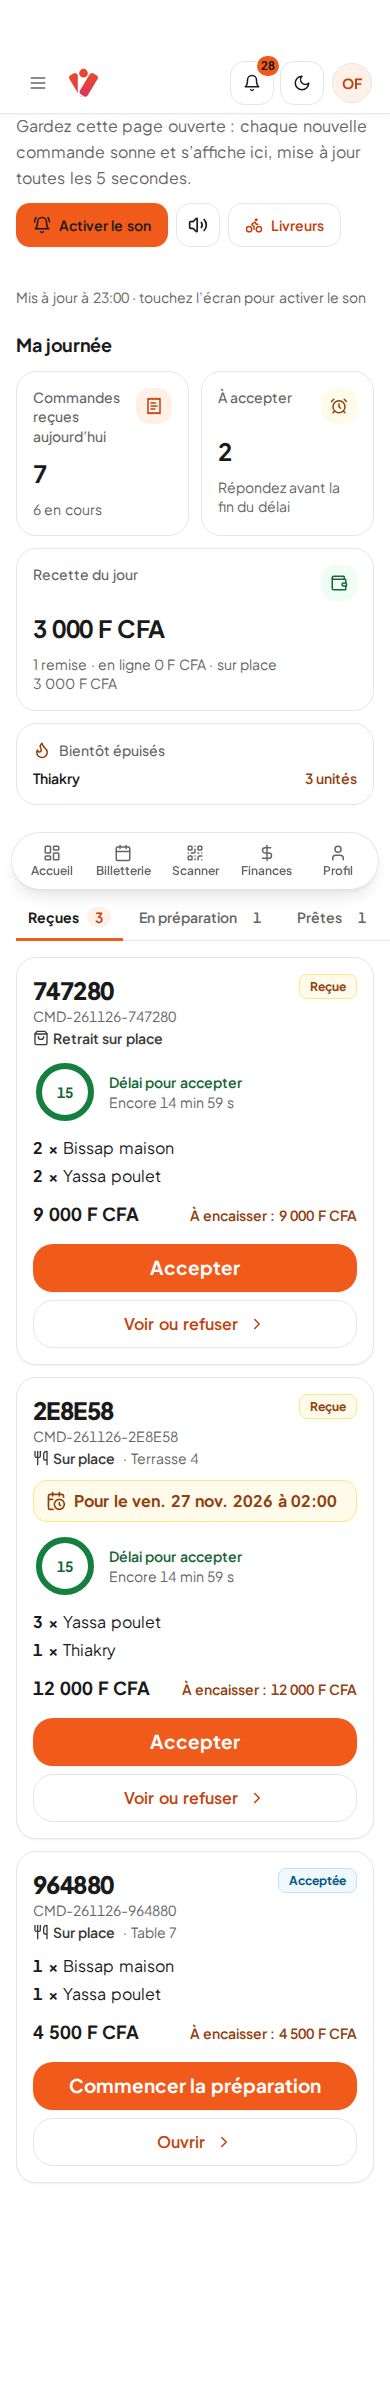 28
OF
Gardez cette page ouverte : chaque nouvelle
commande sonne et s'affiche ici, mise à jour
toutes les 5 secondes.
Activer le son
Livreurs
Mis à jour à 23:00 · touchez l'écran pour activer le son
Ma journée
Commandes
reçues
aujourd'hui
7
6 en cours
À accepter
2
Répondez avant la
fin du délai
Recette du jour
3 000 F CFA
1 remise · en ligne 0 F CFA · sur place
3 000 F CFA
Bientôt épuisés
Thiakry 3 unités
Accueil Billetterie Scanner Finances Profil
Reçues 3 En préparation 1 Prêtes 1
747280 Reçue
CMD-261126-747280
Retrait sur place
15
Délai pour accepter
Encore 14 min 59 s
2 × Bissap maison
2 × Yassa poulet
9 000 F CFA À encaisser : 9 000 F CFA
Accepter
Voir ou refuser
2E8E58 Reçue
CMD-261126-2E8E58
Sur place · Terrasse 4
Pour le ven. 27 nov. 2026 à 02:00
15
Délai pour accepter
Encore 14 min 59 s
3 × Yassa poulet
1 × Thiakry
12 000 F CFA À encaisser : 12 000 F CFA
Accepter
Voir ou refuser
964880 Acceptée
CMD-261126-964880
Sur place · Table 7
1 × Bissap maison
1 × Yassa poulet
4 500 F CFA À encaisser : 4 500 F CFA
Commencer la préparation
Ouvrir